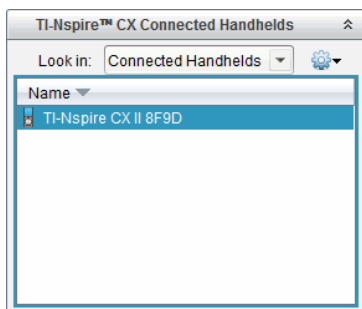 TI-Nspire™ CX Connected Handhelds
Look in: Connected Handhelds
Name
TI-Nspire CX II 8F9D